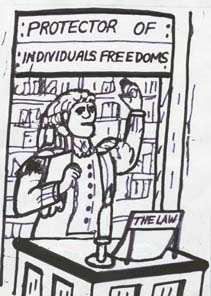 PROTECTOR OF
INDIVIDUALS FREEDOMS
THE LAW